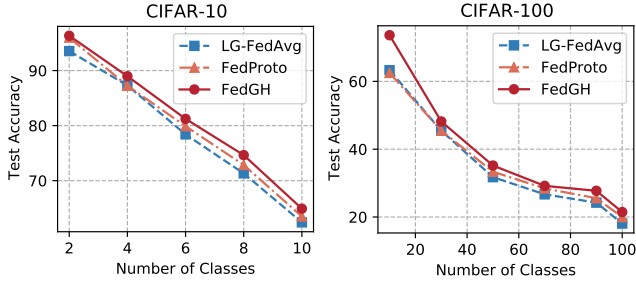 CIFAR-10
Test Accuracy
90
80
70
LG-FedAvg
FedProto
FedGH
2 4 6 8 10
Number of Classes
CIFAR-100
Test Accuracy
60
40
20
LG-FedAvg
FedProto
FedGH
20 40 60 80 100
Number of Classes